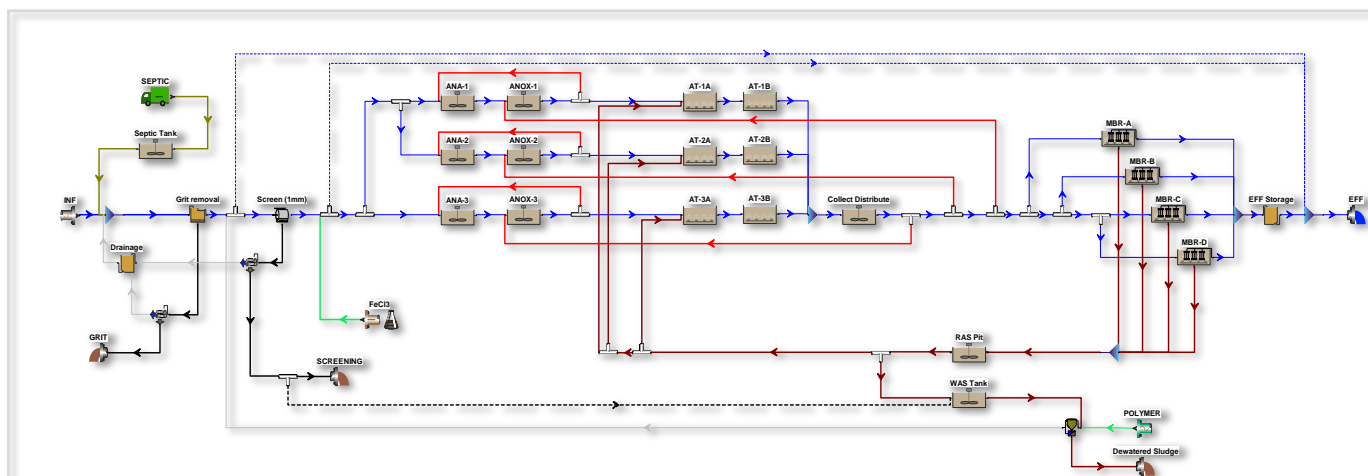 SEPTIC
ANA-1
ANOX-1
AT-1A
AT-1B
MBR-A
Septic Tank
ANA-2
ANOX-2
AT-2A
AT-2B
MBR-B
INF
Grit removal
Screen (1mm)
ANA-3
ANOX-3
AT-3A
AT-3B
Collect Distribute
MBR-C
EFF Storage
EFF
Drainage
MBR-D
FeCl3
GRIT
SCREENING
RAS Pit
WAS Tank
POLYMER
Dewatered Sludge